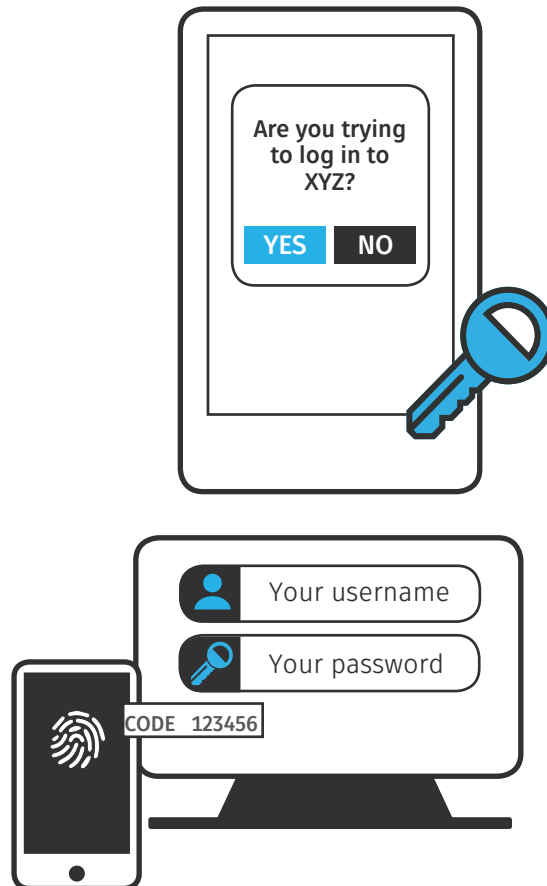 Are you trying
to log in to
XYZ?
YES NO
Your username
Your password
CODE 123456